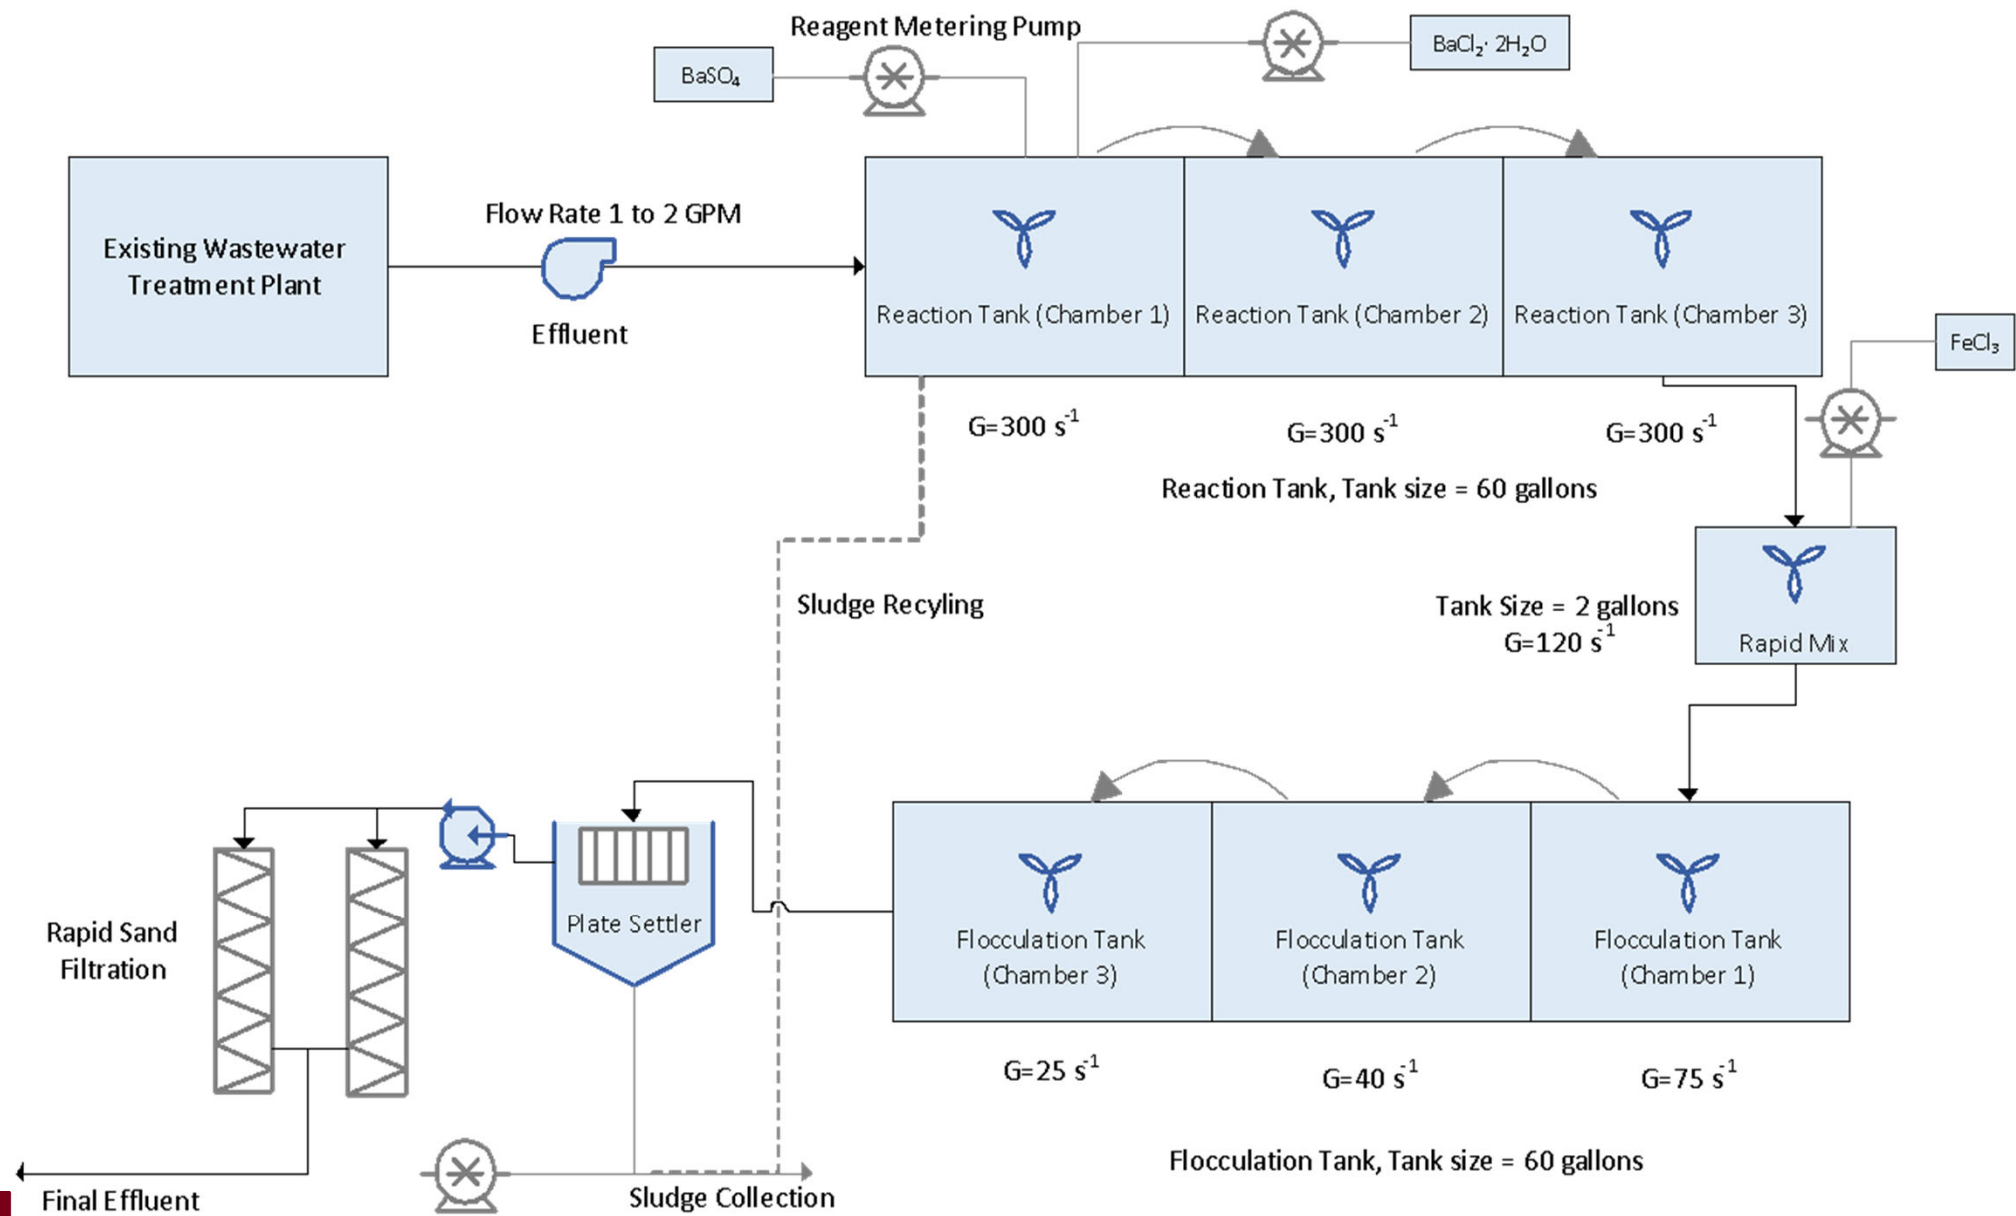 Reagent Metering Pump
BaSO₄
BaCl₂· 2H₂O
Existing Wastewater
Treatment Plant
Flow Rate 1 to 2 GPM
Effluent
Reaction Tank (Chamber 1)
Reaction Tank (Chamber 2)
Reaction Tank (Chamber 3)
FeCl₃
G=300 s⁻¹
G=300 s⁻¹
G=300 s⁻¹
Reaction Tank, Tank size = 60 gallons
Sludge Recyling
Tank Size = 2 gallons
G=120 s⁻¹
Rapid Mix
Rapid Sand
Filtration
Plate Settler
Flocculation Tank
(Chamber 3)
Flocculation Tank
(Chamber 2)
Flocculation Tank
(Chamber 1)
G=25 s⁻¹
G=40 s⁻¹
G=75 s⁻¹
Flocculation Tank, Tank size = 60 gallons
Final Effluent
Sludge Collection